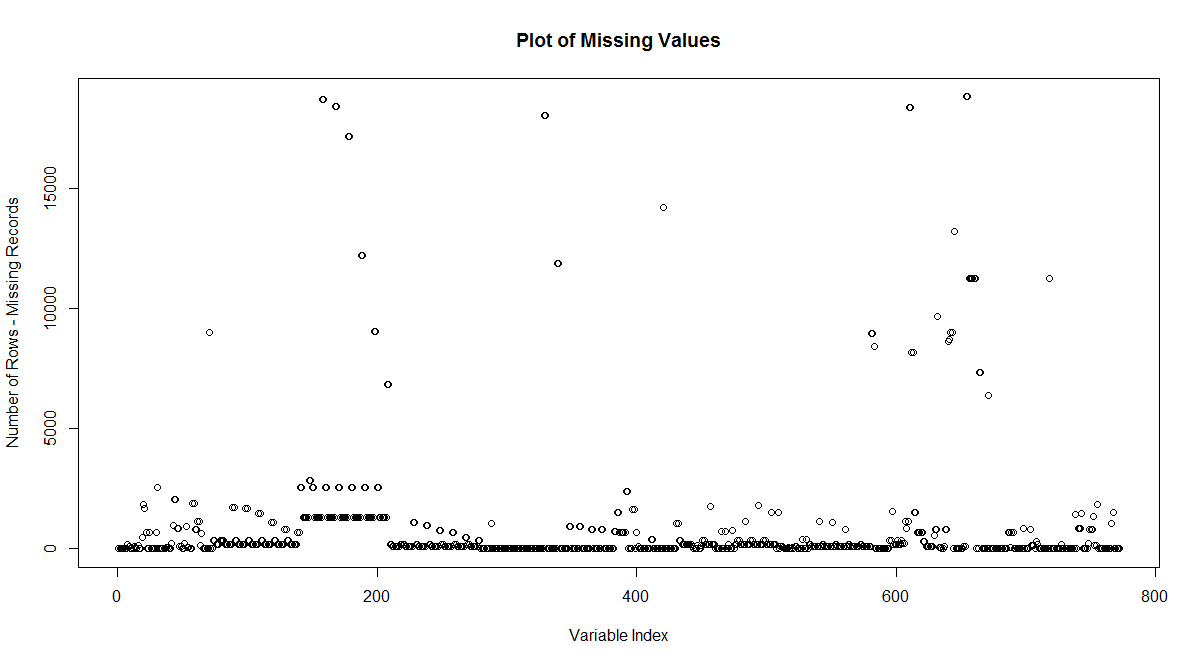 Plot of Missing Values
Number of Rows - Missing Records
15000
10000
5000
0
0 200 400 600 800
Variable Index